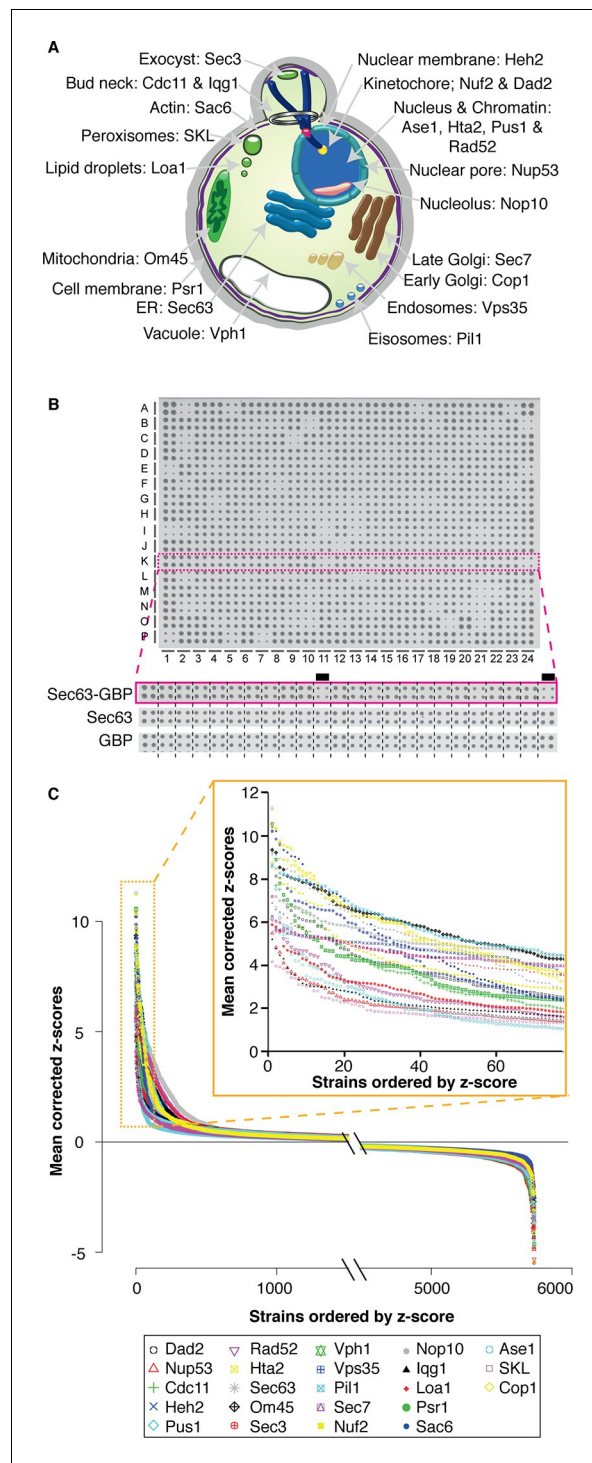 A
Exocyst: Sec3
Bud neck: Cdc11 & Iqg1
Actin: Sac6
Peroxisomes: SKL
Lipid droplets: Loa1
Mitochondria: Om45
Cell membrane: Psr1
ER: Sec63
Vacuole: Vph1
Nuclear membrane: Heh2
Kinetochore; Nuf2 & Dad2
Nucleus & Chromatin:
Ase1, Hta2, Pus1 &
Rad52
Nuclear pore: Nup53
Nucleolus: Nop10
Late Golgi: Sec7
Early Golgi: Cop1
Endosomes: Vps35
Eisosomes: Pil1
B
A
B
C
D
E
F
G
H
I
J
K
L
M
N
O
P
1 2 3 4 5 6 7 8 9 10 11 12 13 14 15 16 17 18 19 20 21 22 23 24
Sec63-GBP
Sec63
GBP
C
Mean corrected z-scores
10
5
0
-5
0 1000 5000 6000
Strains ordered by z-score
Mean corrected z-scores
12
10
8
6
4
2
0
0 20 40 60
Strains ordered by z-score
Dad2 Rad52 Vph1 Nop10 Ase1
Nup53 Hta2 Vps35 Iqg1 SKL
Cdc11 Sec63 Pil1 Loa1 Cop1
Heh2 Om45 Sec7 Psr1
Pus1 Sec3 Nuf2 Sac6